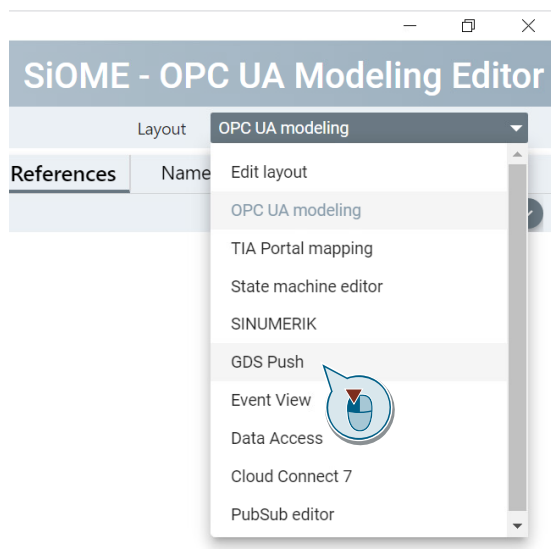 SiOME - OPC UA Modeling Editor
Layout OPC UA modeling
References Name
Edit layout
OPC UA modeling
TIA Portal mapping
State machine editor
SINUMERIK
GDS Push
Event View
Data Access
Cloud Connect 7
PubSub editor